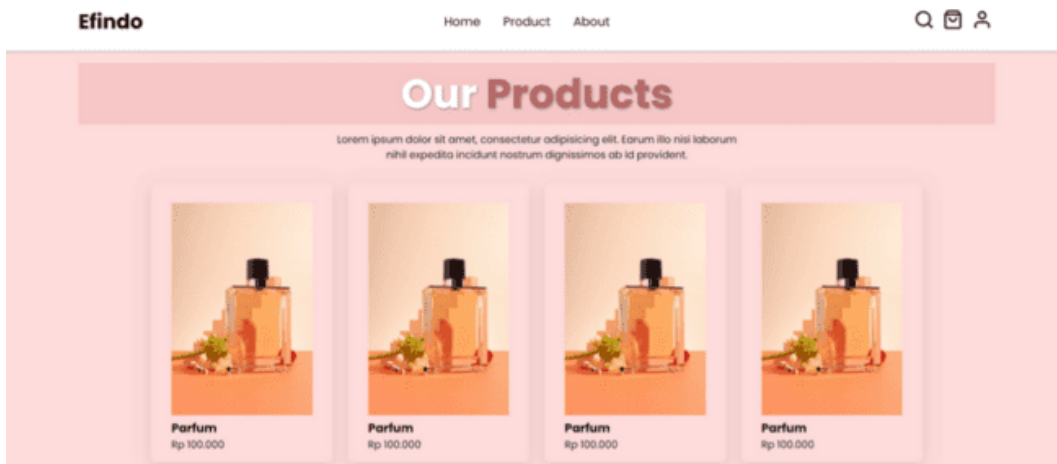 Efindo
Home Product About
Our Products
Lorem ipsum dolor sit amet, consectetur adipisicing elit. Earum illo nisi laborum
nihil expedita incidunt nostrum dignissimos ab id provident.
Parfum Parfum Parfum Parfum
Rp 100.000 Rp 100.000 Rp 100.000 Rp 100.000